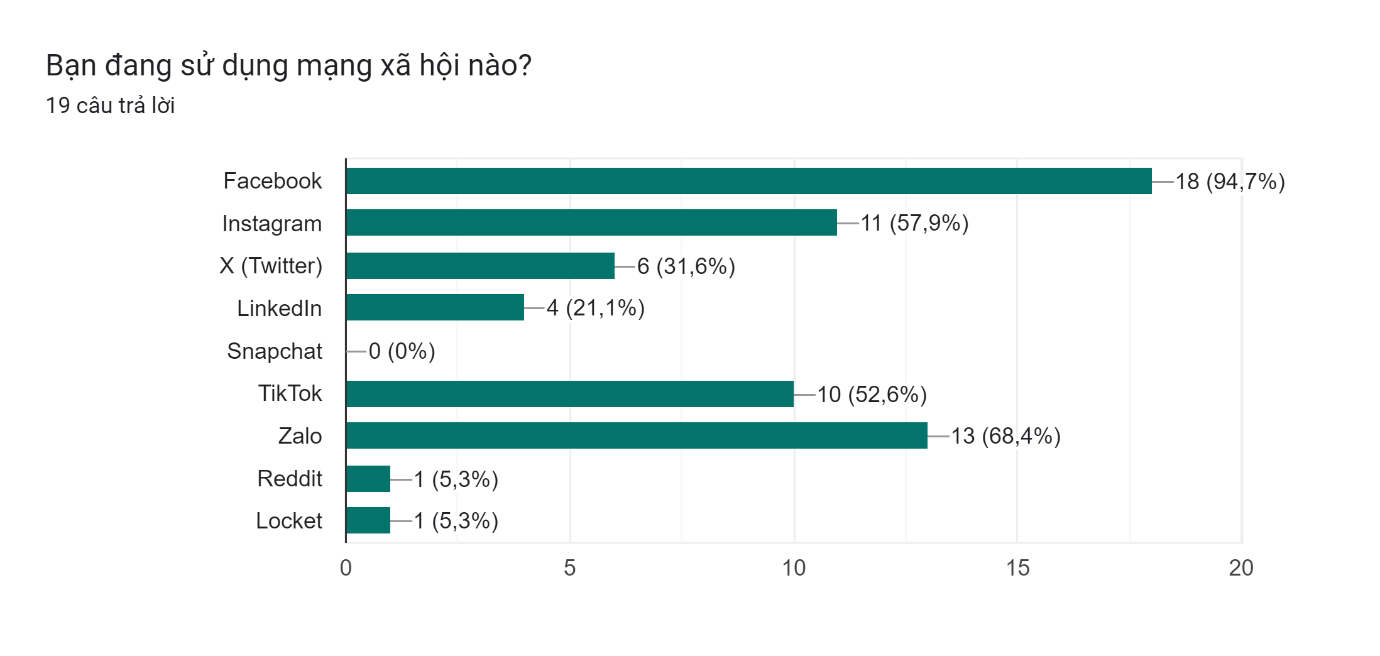 Bạn đang sử dụng mạng xã hội nào?
19 câu trả lời
Facebook 18 (94,7%)
Instagram 11 (57,9%)
X (Twitter) 6 (31,6%)
LinkedIn 4 (21,1%)
Snapchat 0 (0%)
TikTok 10 (52,6%)
Zalo 13 (68,4%)
Reddit 1 (5,3%)
Locket 1 (5,3%)
0 5 10 15 20